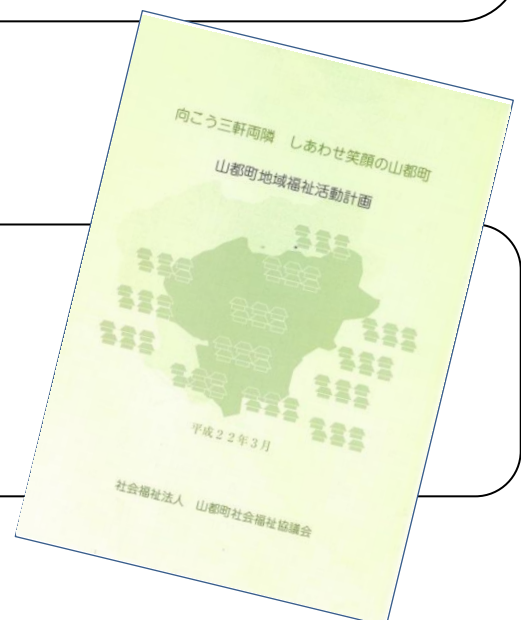 向こう三軒両隣　しあわせ笑顔の山都町
山都町地域福祉活動計画
平成２２年３月
社会福祉法人　山都町社会福祉協議会